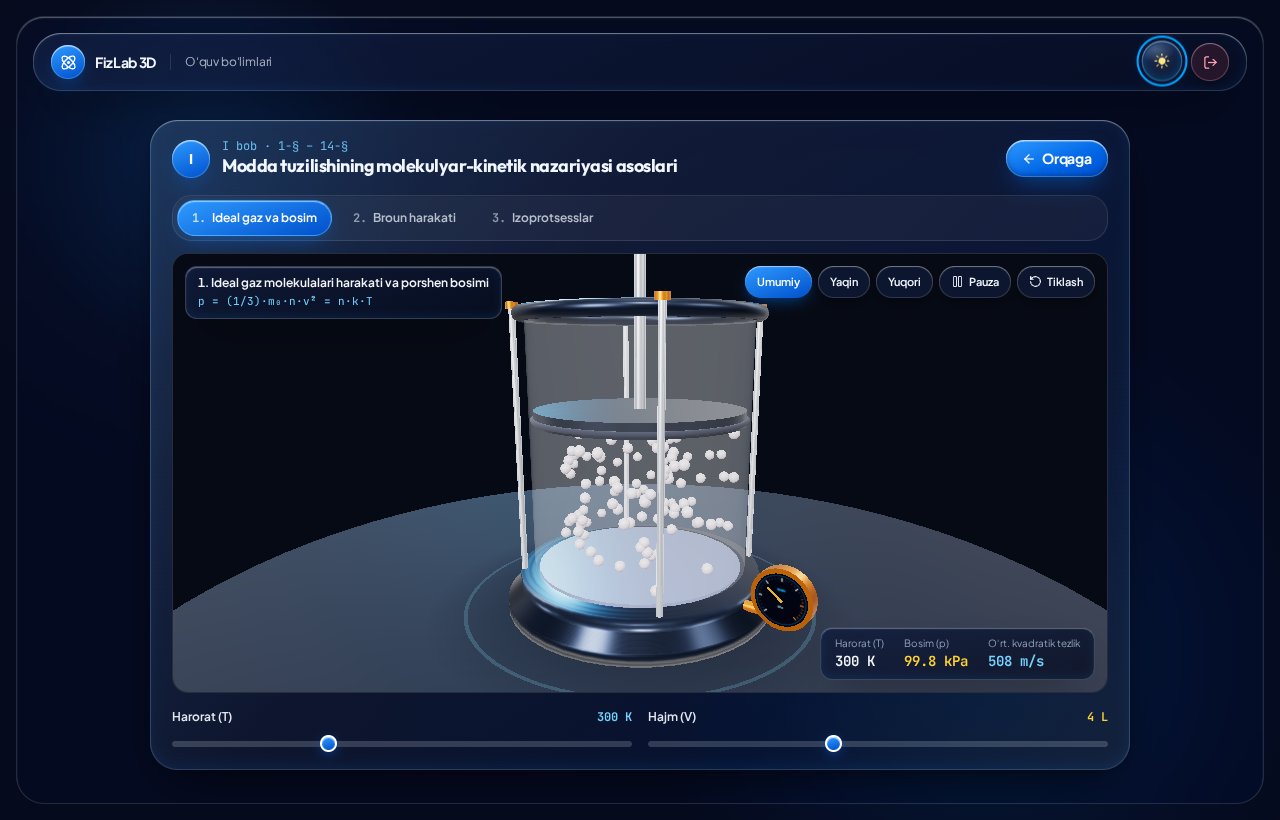 FizLab 3D
O'quv bo'limlari
I
I bob · 1-§ – 14-§
Modda tuzilishining molekulyar-kinetik nazariyasi asoslari
← Orqaga
1. Ideal gaz va bosim
2. Broun harakati
3. Izoprotsesslar
1. Ideal gaz molekulalari harakati va porshen bosimi
p = (1/3)·m₀·n·v² = n·k·T
Umumiy
Yaqin
Yuqori
Pauza
Tiklash
Harorat (T)
300 K
Bosim (p)
99.8 kPa
O'rt. kvadratik tezlik
508 m/s
Harorat (T)
300 K
Hajm (V)
4 L